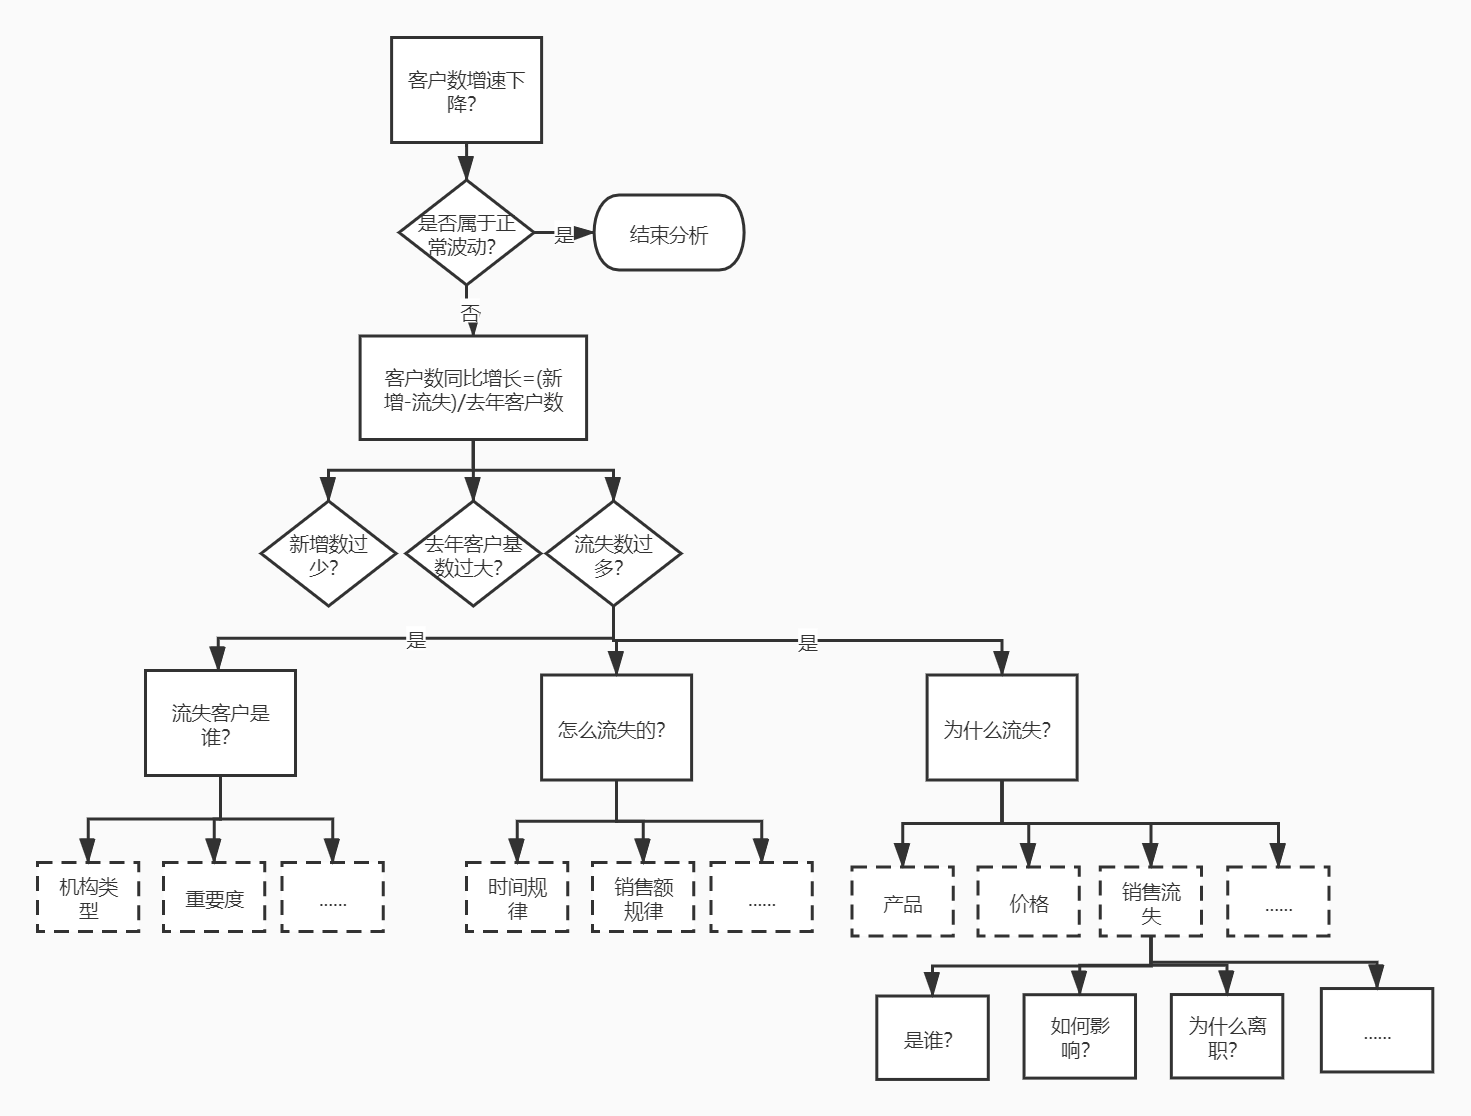 客户数增速下
降?
是否属于正
常波动?
是
结束分析
否
客户数同比增长=(新
增-流失)/去年客户数
新增数过
少?
去年客户基
数过大?
流失数过
多?
是
是
流失客户是
谁?
怎么流失的?
为什么流失?
机构类
型
重要度
......
时间规
律
销售额
规律
......
产品
价格
销售流
失
......
是谁?
如何影
响?
为什么离
职?
......